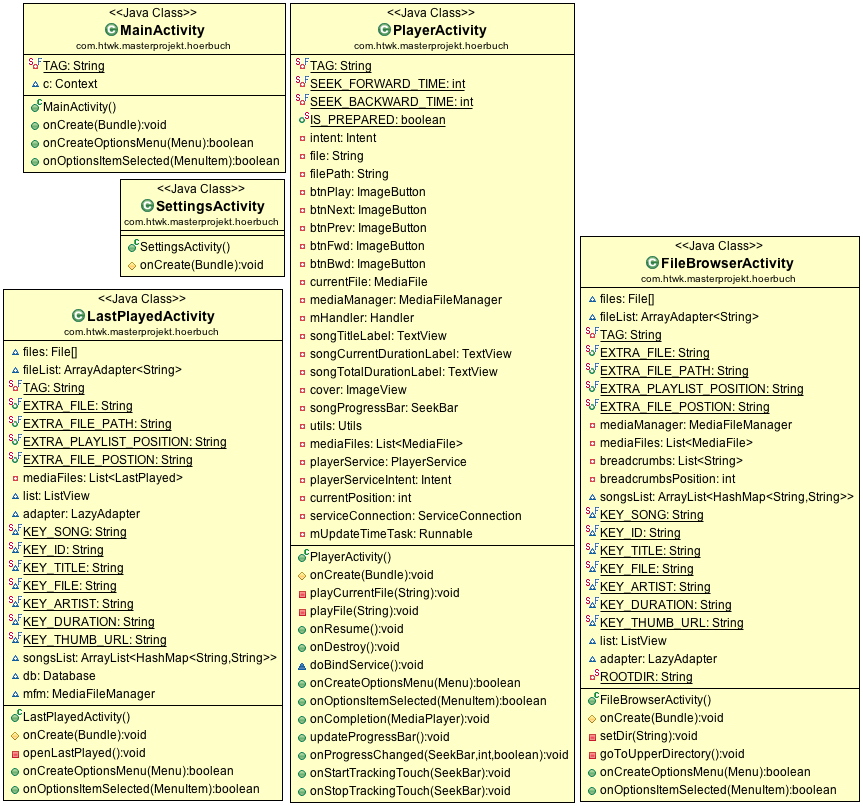 <<Java Class>>
MainActivity
com.htwk.masterprojekt.hoerbuch
TAG: String
c: Context
MainActivity()
onCreate(Bundle):void
onCreateOptionsMenu(Menu):boolean
onOptionsItemSelected(MenuItem):boolean
<<Java Class>>
SettingsActivity
com.htwk.masterprojekt.hoerbuch
SettingsActivity()
onCreate(Bundle):void
<<Java Class>>
LastPlayedActivity
com.htwk.masterprojekt.hoerbuch
files: File[]
fileList: ArrayAdapter<String>
TAG: String
EXTRA_FILE: String
EXTRA_FILE_PATH: String
EXTRA_PLAYLIST_POSITION: String
EXTRA_FILE_POSTION: String
mediaFiles: List<LastPlayed>
list: ListView
adapter: LazyAdapter
KEY_SONG: String
KEY_ID: String
KEY_TITLE: String
KEY_FILE: String
KEY_ARTIST: String
KEY_DURATION: String
KEY_THUMB_URL: String
songsList: ArrayList<HashMap<String,String>>
db: Database
mfm: MediaFileManager
LastPlayedActivity()
onCreate(Bundle):void
openLastPlayed():void
onCreateOptionsMenu(Menu):boolean
onOptionsItemSelected(MenuItem):boolean
<<Java Class>>
PlayerActivity
com.htwk.masterprojekt.hoerbuch
TAG: String
SEEK_FORWARD_TIME: int
SEEK_BACKWARD_TIME: int
IS_PREPARED: boolean
intent: Intent
file: String
filePath: String
btnPlay: ImageButton
btnNext: ImageButton
btnPrev: ImageButton
btnFwd: ImageButton
btnBwd: ImageButton
currentFile: MediaFile
mediaManager: MediaFileManager
mHandler: Handler
songTitleLabel: TextView
songCurrentDurationLabel: TextView
songTotalDurationLabel: TextView
cover: ImageView
songProgressBar: SeekBar
utils: Utils
mediaFiles: List<MediaFile>
playerService: PlayerService
playerServiceIntent: Intent
currentPosition: int
serviceConnection: ServiceConnection
mUpdateTimeTask: Runnable
PlayerActivity()
onCreate(Bundle):void
playCurrentFile(String):void
playFile(String):void
onResume():void
onDestroy():void
doBindService():void
onCreateOptionsMenu(Menu):boolean
onOptionsItemSelected(MenuItem):boolean
onCompletion(MediaPlayer):void
updateProgressBar():void
onProgressChanged(SeekBar,int,boolean):void
onStartTrackingTouch(SeekBar):void
onStopTrackingTouch(SeekBar):void
<<Java Class>>
FileBrowserActivity
com.htwk.masterprojekt.hoerbuch
files: File[]
fileList: ArrayAdapter<String>
TAG: String
EXTRA_FILE: String
EXTRA_FILE_PATH: String
EXTRA_PLAYLIST_POSITION: String
EXTRA_FILE_POSTION: String
mediaManager: MediaFileManager
mediaFiles: List<MediaFile>
breadcrumbs: List<String>
breadcrumbsPosition: int
songsList: ArrayList<HashMap<String,String>>
KEY_SONG: String
KEY_ID: String
KEY_TITLE: String
KEY_FILE: String
KEY_ARTIST: String
KEY_DURATION: String
KEY_THUMB_URL: String
list: ListView
adapter: LazyAdapter
ROOTDIR: String
FileBrowserActivity()
onCreate(Bundle):void
setDir(String):void
goToUpperDirectory():void
onCreateOptionsMenu(Menu):boolean
onOptionsItemSelected(MenuItem):boolean